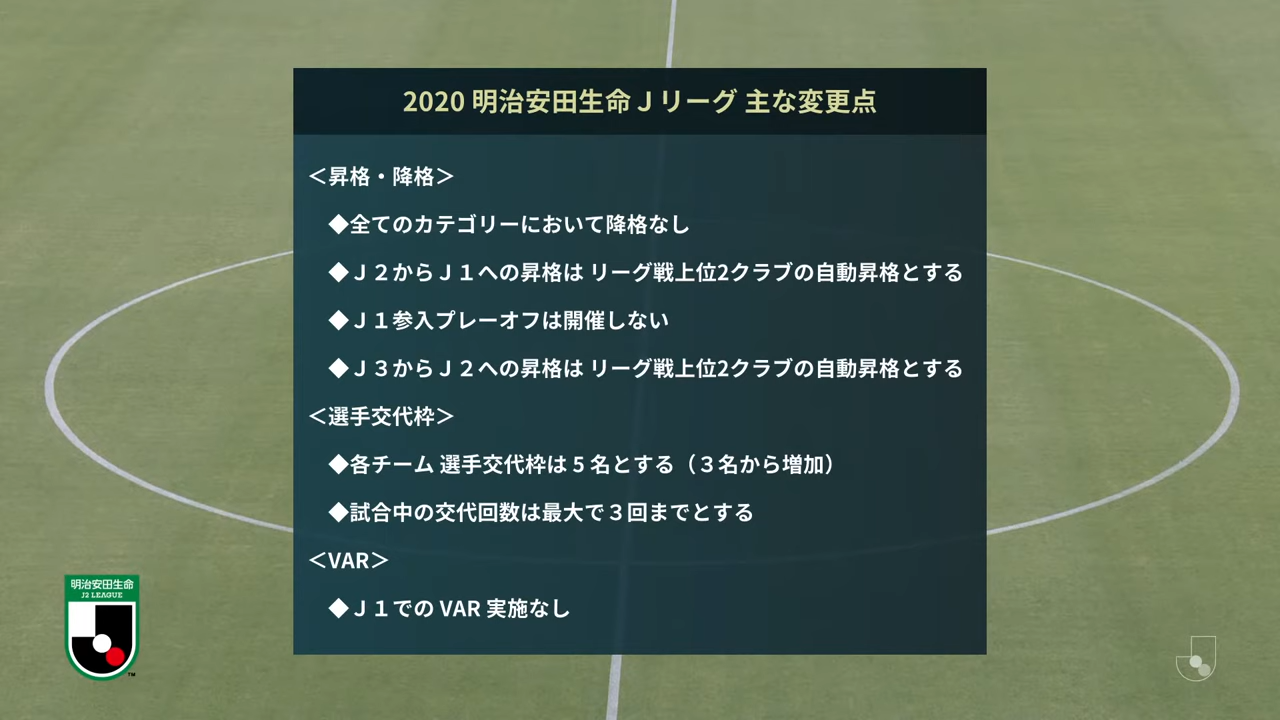 2020 明治安田生命Ｊリーグ 主な変更点
＜昇格・降格＞
◆全てのカテゴリーにおいて降格なし
◆Ｊ２からＪ１への昇格は リーグ戦上位2クラブの自動昇格とする
◆Ｊ１参入プレーオフは開催しない
◆Ｊ３からＪ２への昇格は リーグ戦上位2クラブの自動昇格とする
＜選手交代枠＞
◆各チーム 選手交代枠は５名とする（３名から増加）
◆試合中の交代回数は最大で３回までとする
＜VAR＞
◆Ｊ１での VAR 実施なし
明治安田生命
J2 LEAGUE
TM